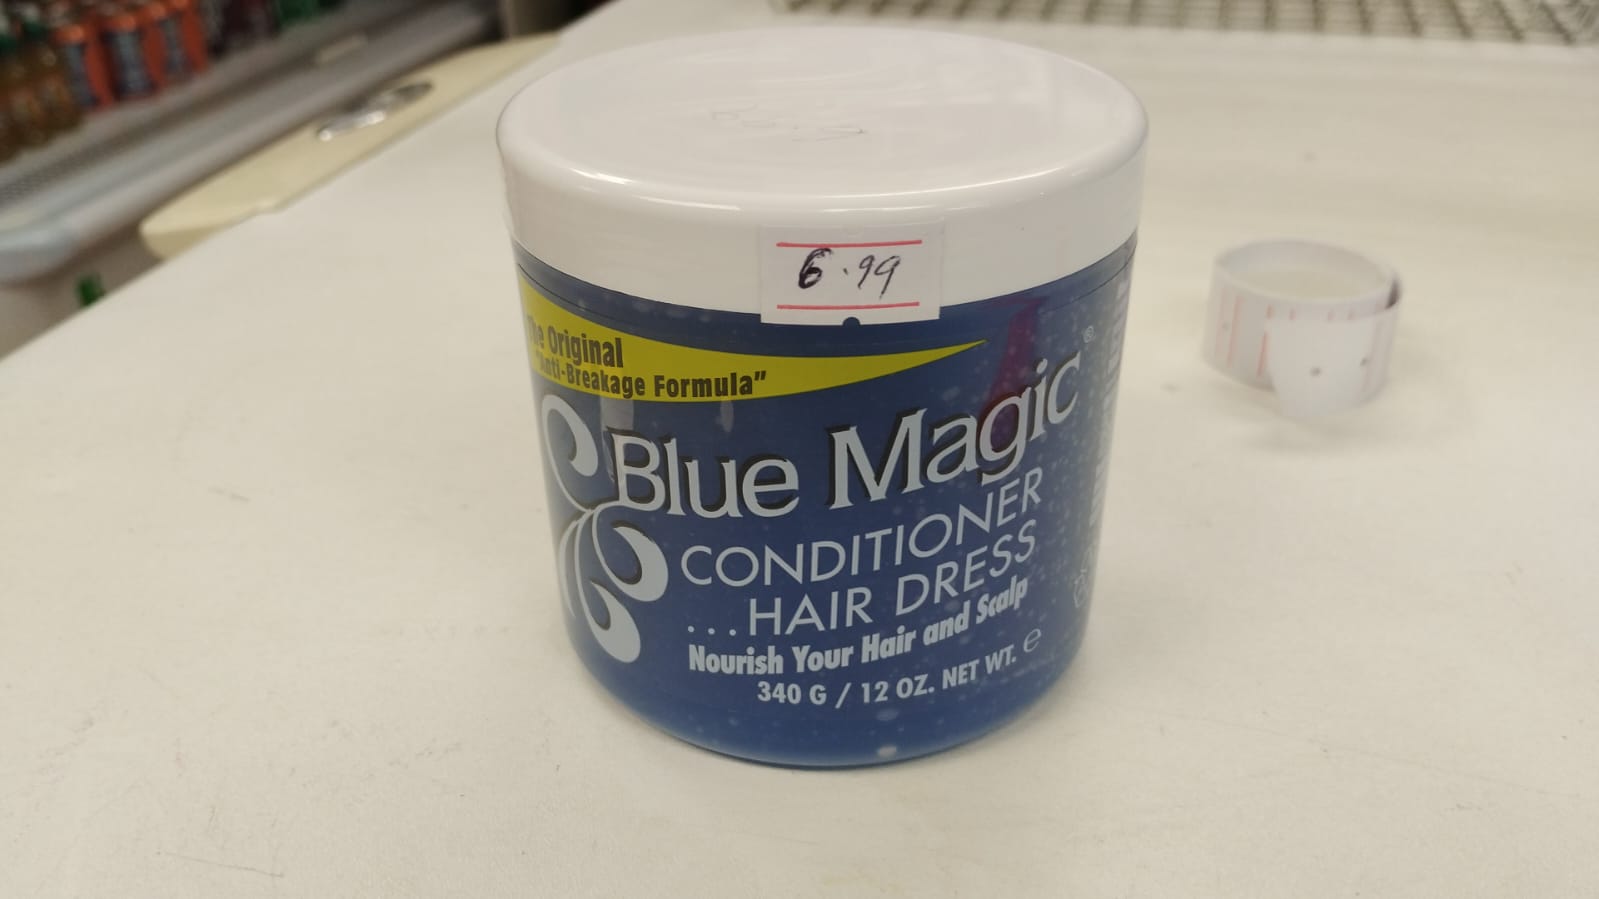 6.99
The Original
"Anti-Breakage Formula"
Blue Magic®
CONDITIONER
...HAIR DRESS
Nourish Your Hair and Scalp
340 G / 12 OZ. NET WT. ℮